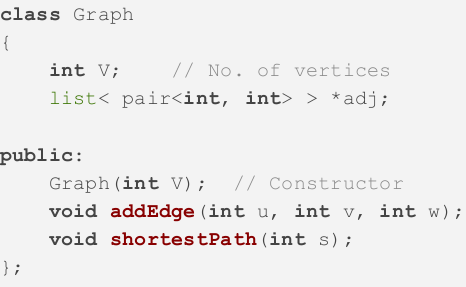 class Graph
{
    int V;    // No. of vertices
    list< pair<int, int> > *adj;
public:
    Graph(int V);  // Constructor
    void addEdge(int u, int v, int w);
    void shortestPath(int s);
};